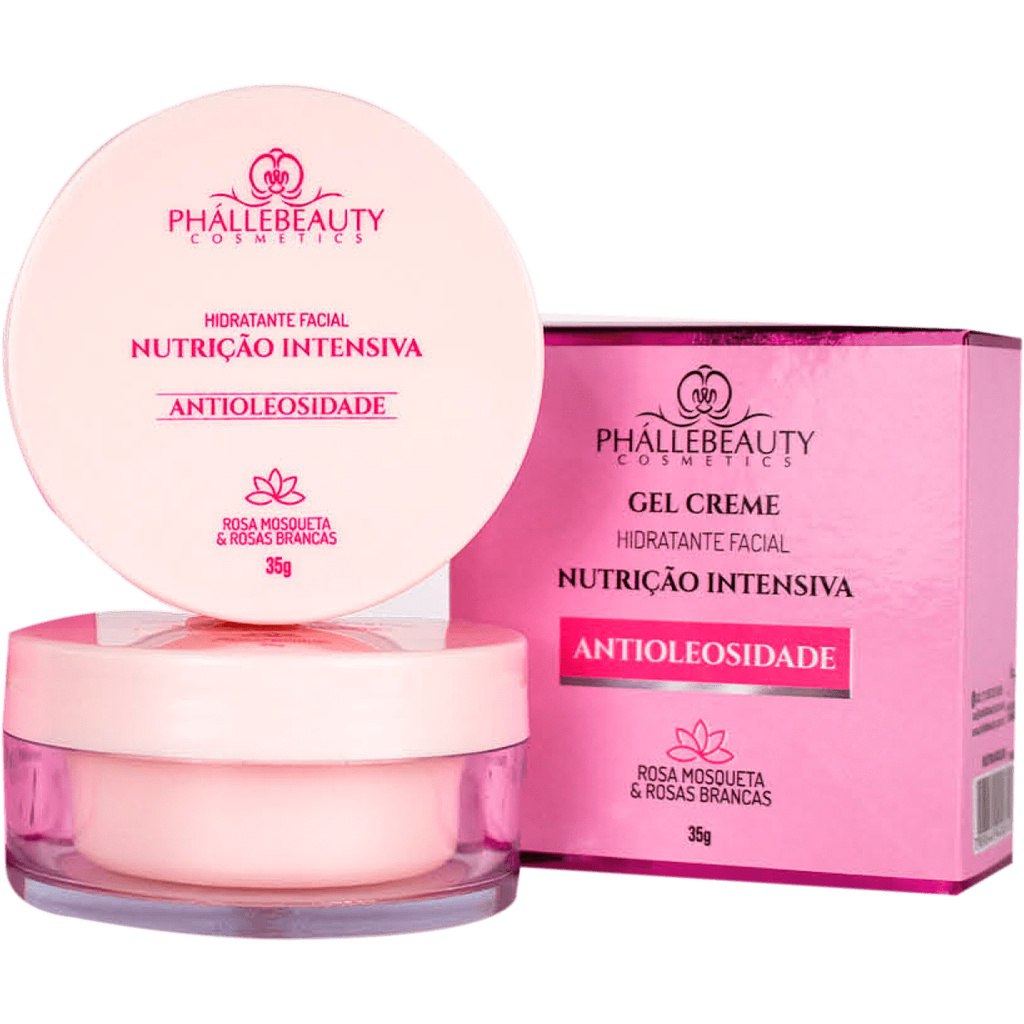 PHÁLLEBEAUTY
COSMETICS
HIDRATANTE FACIAL
NUTRIÇÃO INTENSIVA
ANTIOLEOSIDADE
ROSA MOSQUETA
& ROSAS BRANCAS
35g
PHÁLLEBEAUTY
COSMETICS
GEL CREME
HIDRATANTE FACIAL
NUTRIÇÃO INTENSIVA
ANTIOLEOSIDADE
ROSA MOSQUETA
& ROSAS BRANCAS
35g